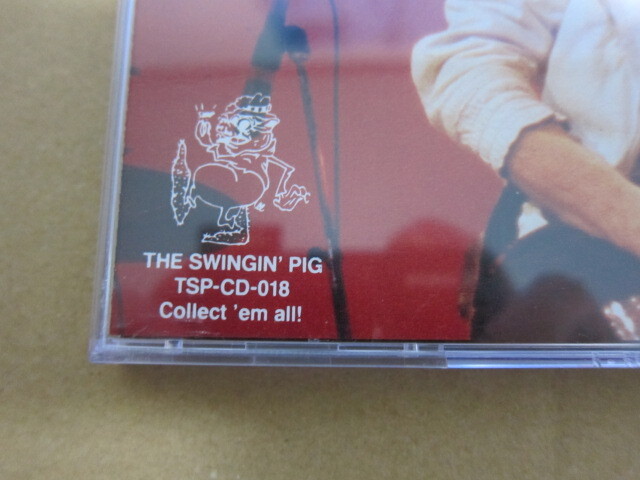 THE SWINGIN' PIG
TSP-CD-018
Collect 'em all!